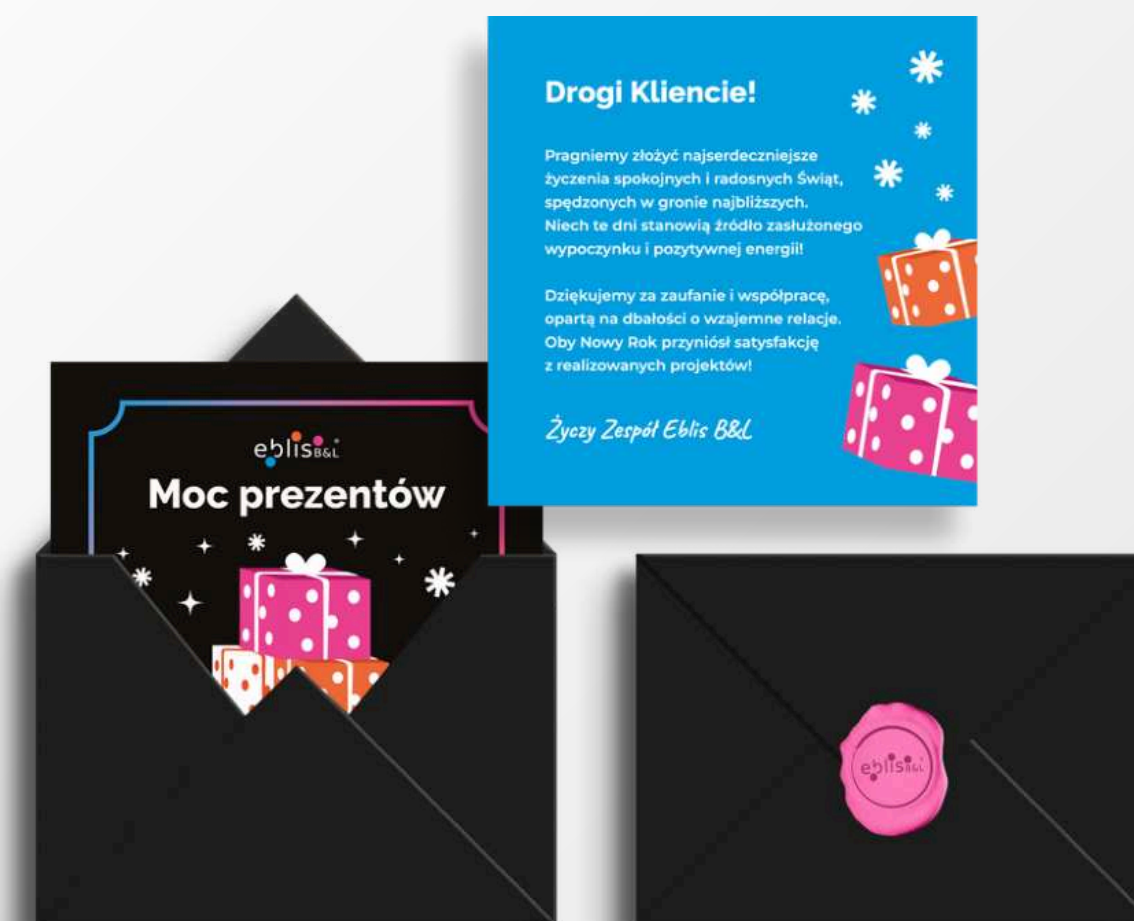 Drogi Kliencie!
Pragniemy złożyć najserdeczniejsze
życzenia spokojnych i radosnych Świąt,
spędzonych w gronie najbliższych.
Niech te dni stanowią źródło zasłużonego
wypoczynku i pozytywnej energii!
Dziękujemy za zaufanie i współpracę,
opartą na dbałości o wzajemne relacje.
Oby Nowy Rok przyniósł satysfakcję
z realizowanych projektów!
Życzy Zespół Eblis B&L
eblis B&L®
Moc prezentów
eblis B&L